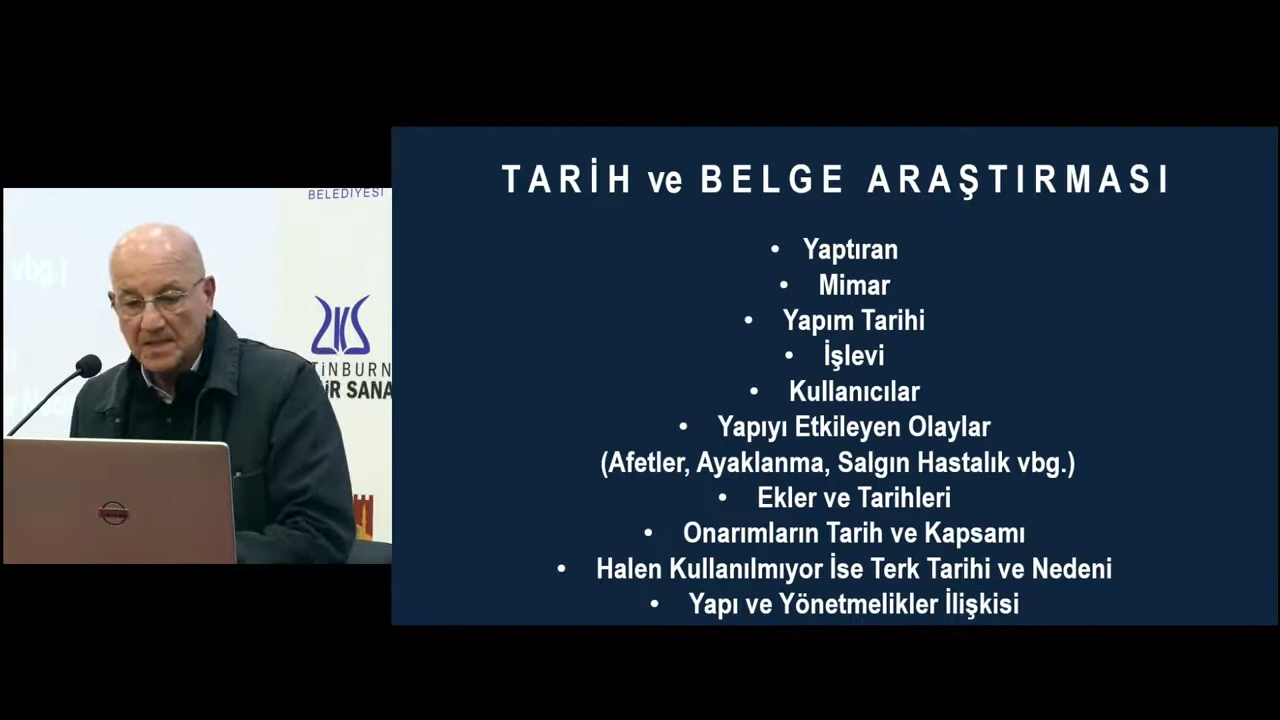 BELEDİYESİ
vbg.)
TİNBURN
İR SANA
TARİH ve BELGE ARAŞTIRMASI
• Yaptıran
• Mimar
• Yapım Tarihi
• İşlevi
• Kullanıcılar
• Yapıyı Etkileyen Olaylar
(Afetler, Ayaklanma, Salgın Hastalık vbg.)
• Ekler ve Tarihleri
• Onarımların Tarih ve Kapsamı
• Halen Kullanılmıyor İse Terk Tarihi ve Nedeni
• Yapı ve Yönetmelikler İlişkisi